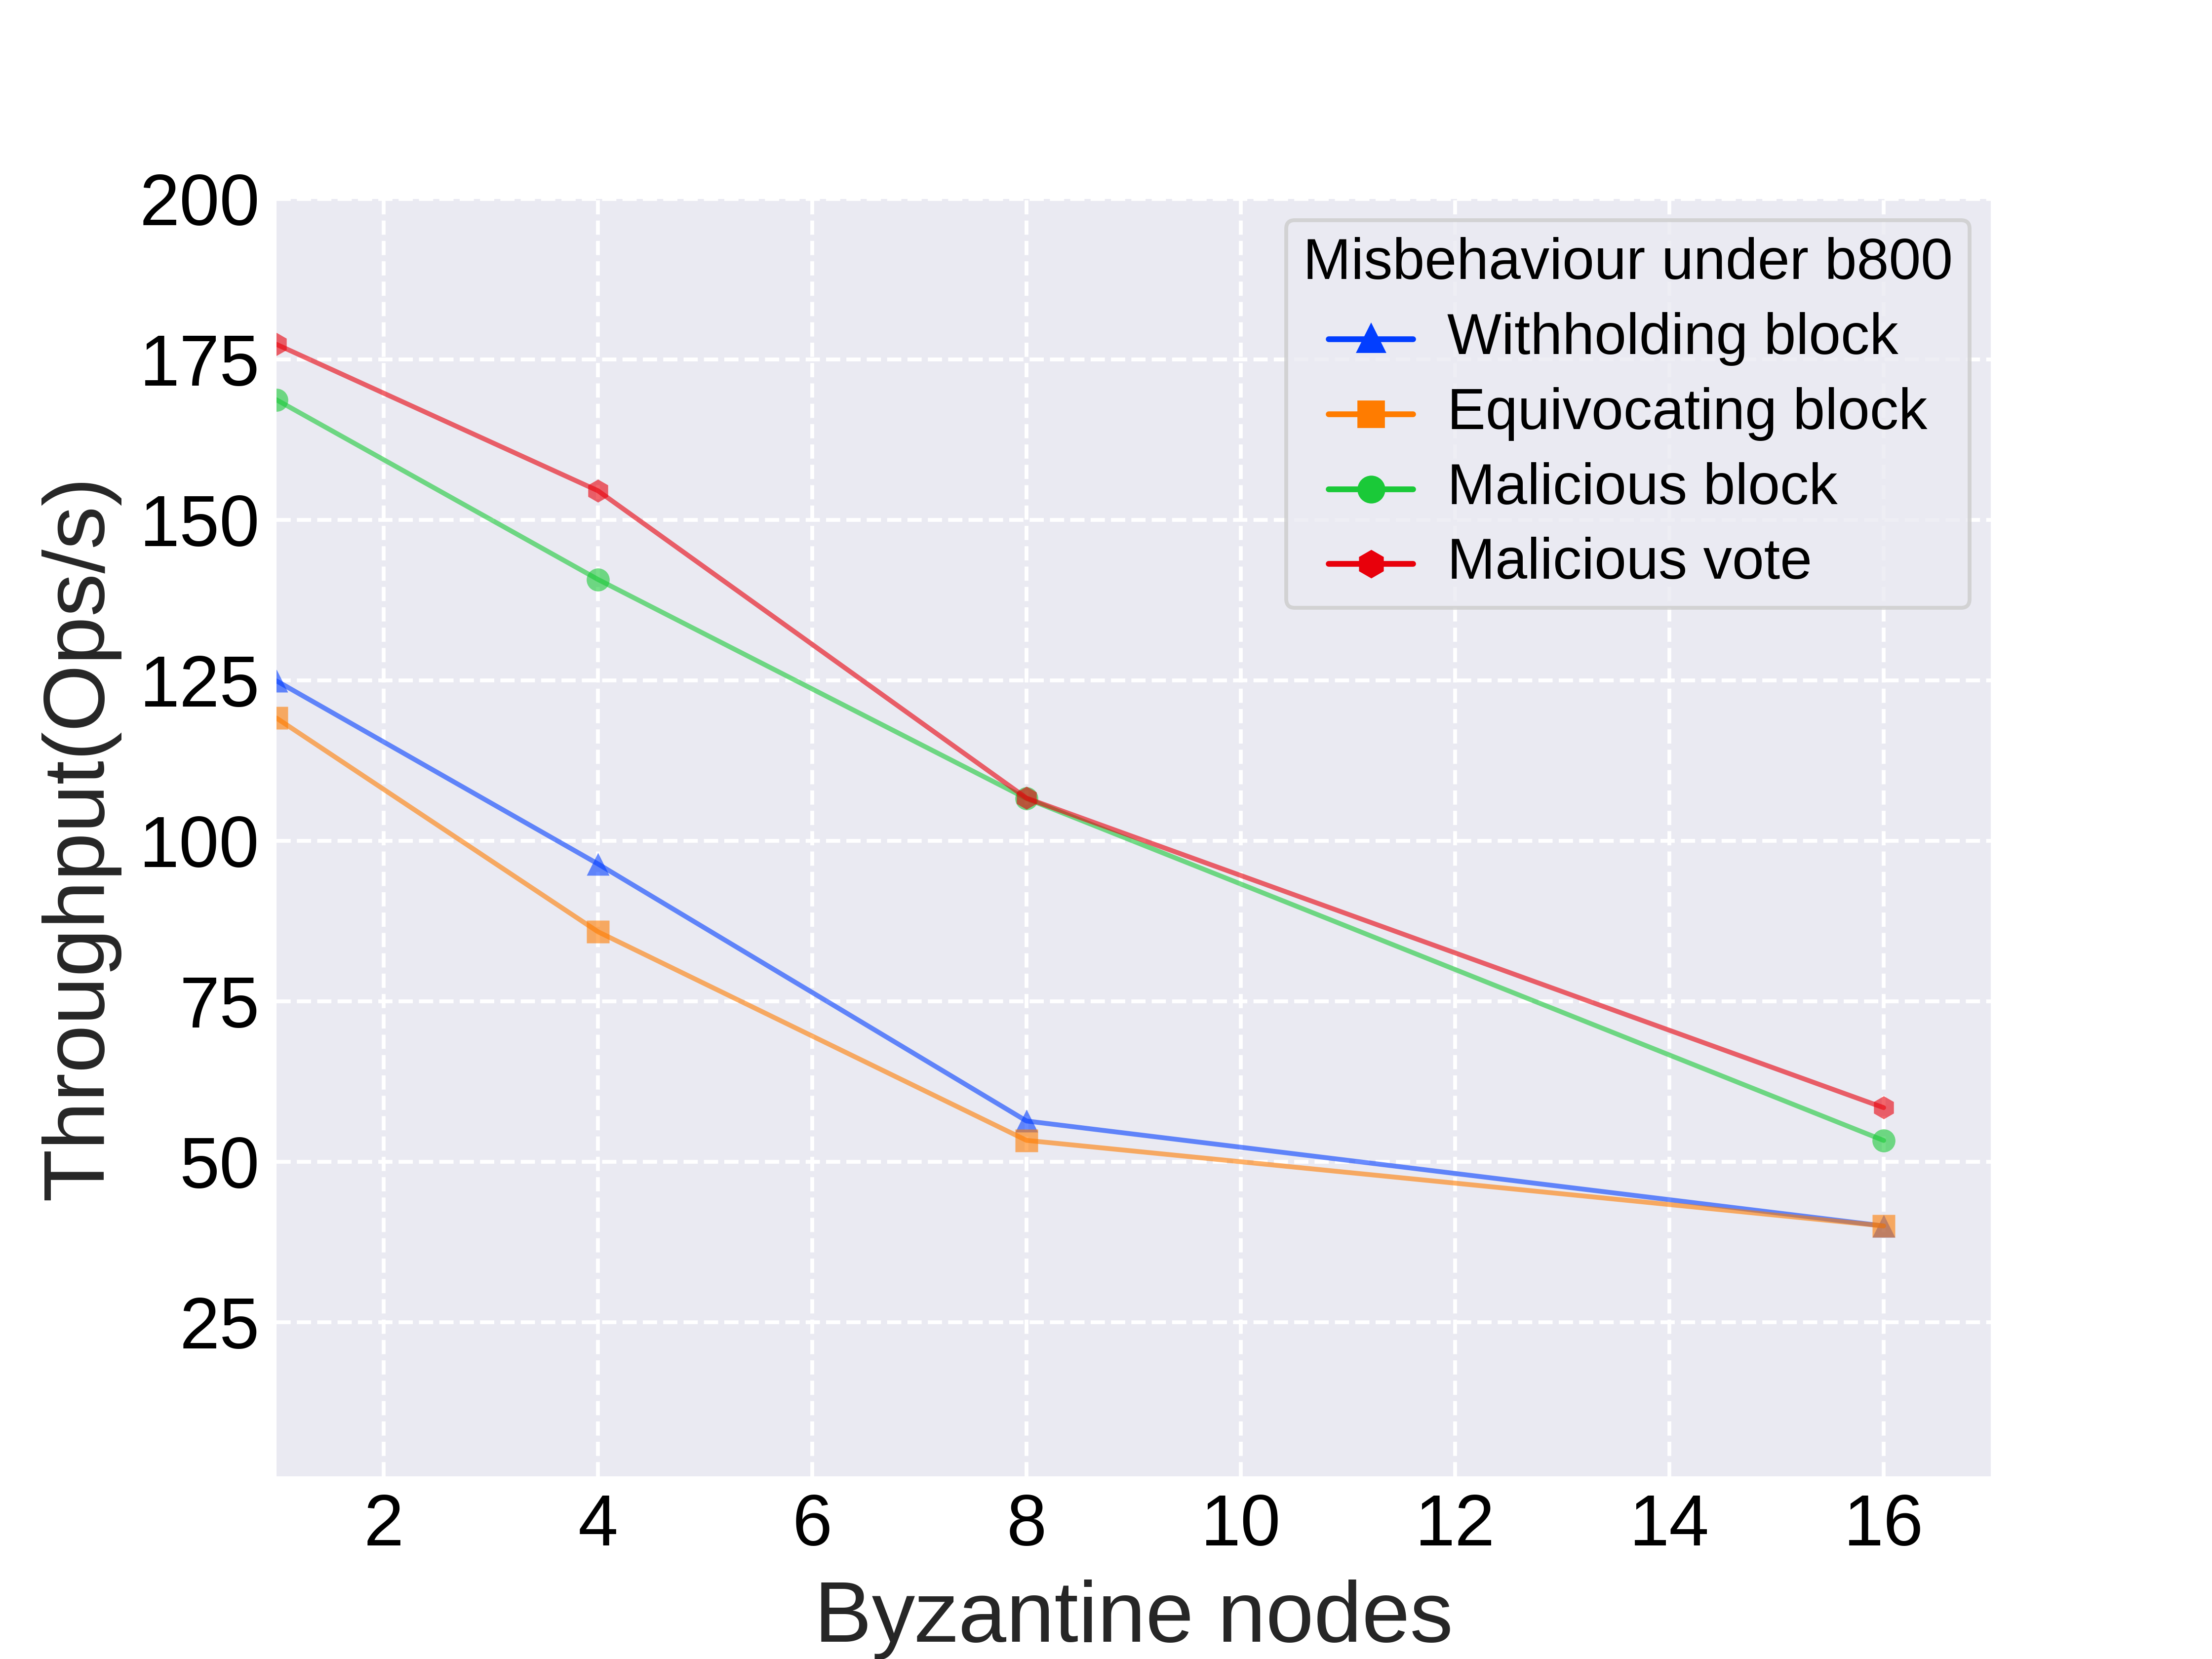 200
175
150
125
100
75
50
25
Throughput(Ops/s)
Misbehaviour under b800
Withholding block
Equivocating block
Malicious block
Malicious vote
2 4 6 8 10 12 14 16
Byzantine nodes